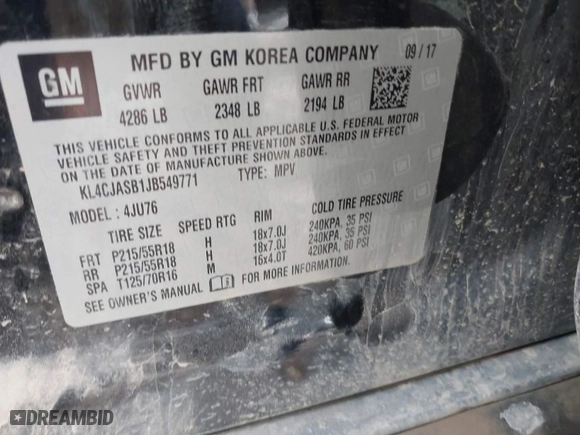 GM
MFD BY GM KOREA COMPANY 09/17
GVWR GAWR FRT GAWR RR
4286 LB 2348 LB 2194 LB
THIS VEHICLE CONFORMS TO ALL APPLICABLE U.S. FEDERAL MOTOR
VEHICLE SAFETY AND THEFT PREVENTION STANDARDS IN EFFECT
ON THE DATE OF MANUFACTURE SHOWN ABOVE.
KL4CJASB1JB549771 TYPE: MPV
MODEL: 4JU76
TIRE SIZE SPEED RTG RIM COLD TIRE PRESSURE
FRT P215/55R18 H 18x7.0J 240KPA, 35 PSI
RR P215/55R18 H 18x7.0J 240KPA, 35 PSI
SPA T125/70R16 M 16x4.0T 420KPA, 60 PSI
SEE OWNER'S MANUAL FOR MORE INFORMATION.
DREAMBID